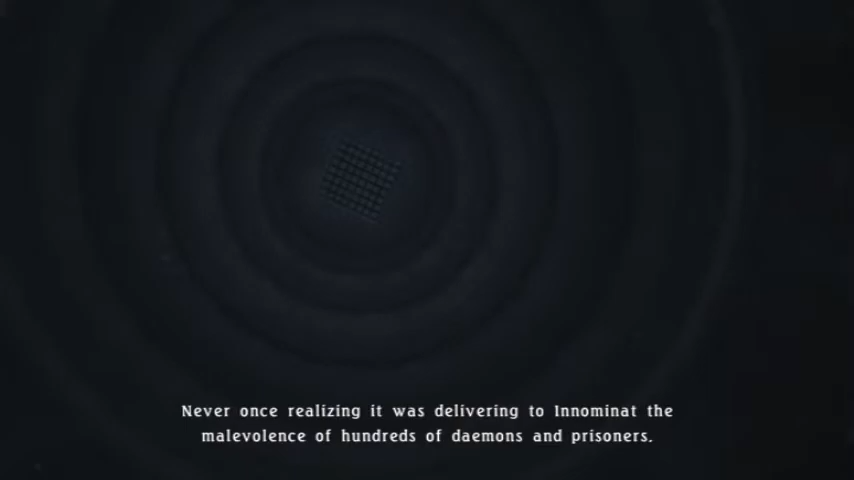 Never once realizing it was delivering to Innominat the
malevolence of hundreds of daemons and prisoners.